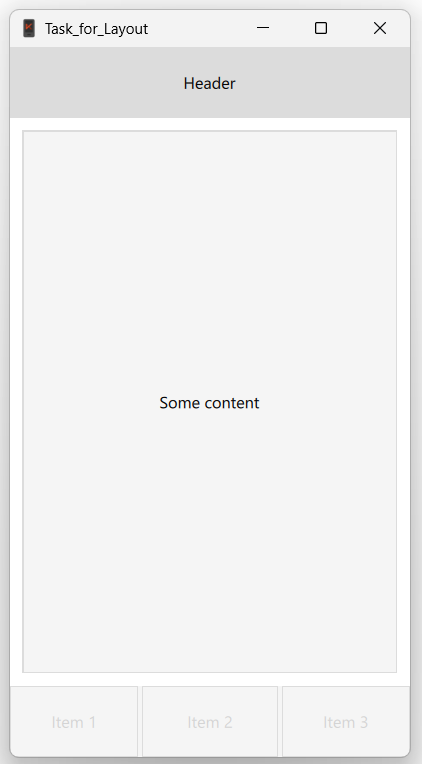 Task_for_Layout
Header
Some content
Item 1
Item 2
Item 3